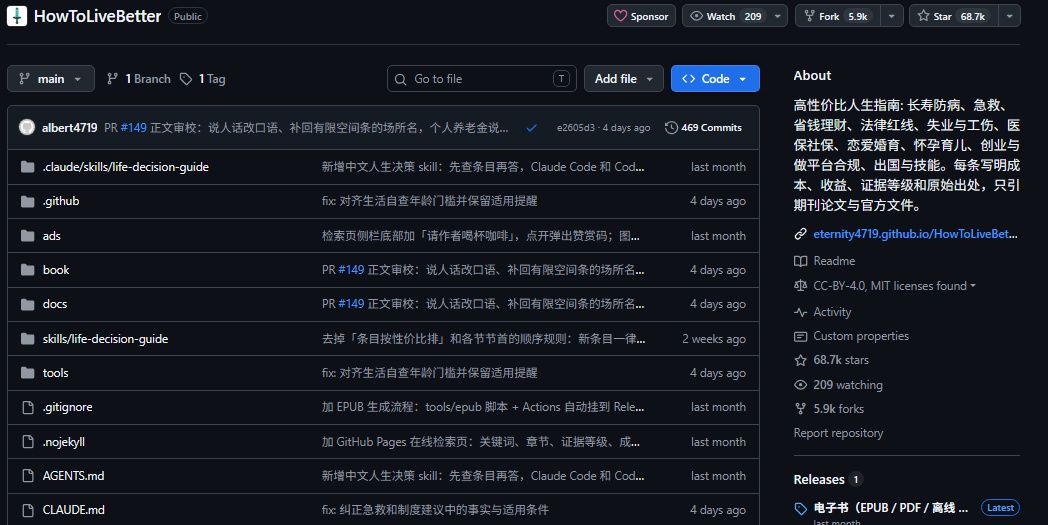 HowToLiveBetter Public Sponsor Watch 209 Fork 5.9k Star 68.7k
main 1 Branch 1 Tag Go to file T Add file Code
albert4719 PR #149 正文审校：说人话改口语、补回有限空间条的场所名，个人养老金说... e2605d3 · 4 days ago 469 Commits
.claude/skills/life-decision-guide 新增中文人生决策 skill：先查条目再答，Claude Code 和 Cod... last month
.github fix: 对齐生活自查年龄门槛并保留适用提醒 4 days ago
ads 检索页侧栏底部加「请作者喝杯咖啡」，点开弹出赞赏码；图... last month
book PR #149 正文审校：说人话改口语、补回有限空间条的场所名... 4 days ago
docs PR #149 正文审校：说人话改口语、补回有限空间条的场所名... 4 days ago
skills/life-decision-guide 去掉「条目按性价比排」和各节节首的顺序规则：新条目一律... 2 weeks ago
tools fix: 对齐生活自查年龄门槛并保留适用提醒 4 days ago
.gitignore 加 EPUB 生成流程：tools/epub 脚本 + Actions 自动挂到 Rele... last month
.nojekyll 加 GitHub Pages 在线检索页：关键词、章节、证据等级、成... last month
AGENTS.md 新增中文人生决策 skill：先查条目再答，Claude Code 和 Cod... last month
CLAUDE.md fix: 纠正急救和制度建议中的事实与适用条件 4 days ago
About
高性价比人生指南: 长寿防病、急救、
省钱理财、法律红线、失业与工伤、医
保社保、恋爱婚育、怀孕育儿、创业与
做平台合规、出国与技能。每条写明成
本、收益、证据等级和原始出处，只引
期刊论文与官方文件。
eternity4719.github.io/HowToLiveBet...
Readme
CC-BY-4.0, MIT licenses found
Activity
Custom properties
68.7k stars
209 watching
5.9k forks
Report repository
Releases 1
电子书（EPUB / PDF / 离线 ... Latest
last month